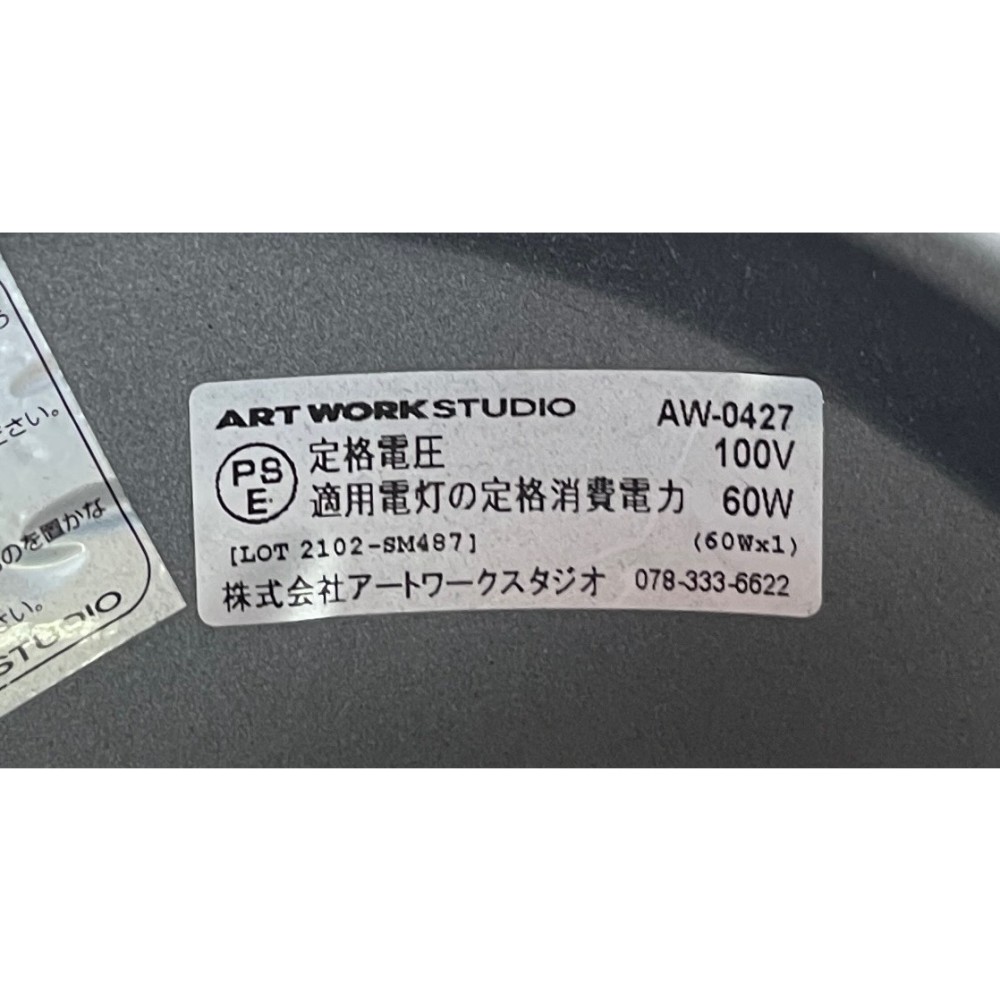 ART WORK STUDIO AW-0427
PSE 定格電圧 100V
適用電灯の定格消費電力 60W
[LOT 2102-SM487] (60Wx1)
株式会社アートワークスタジオ 078-333-6622
ださい。
のを置かな
さい。
STUDIO